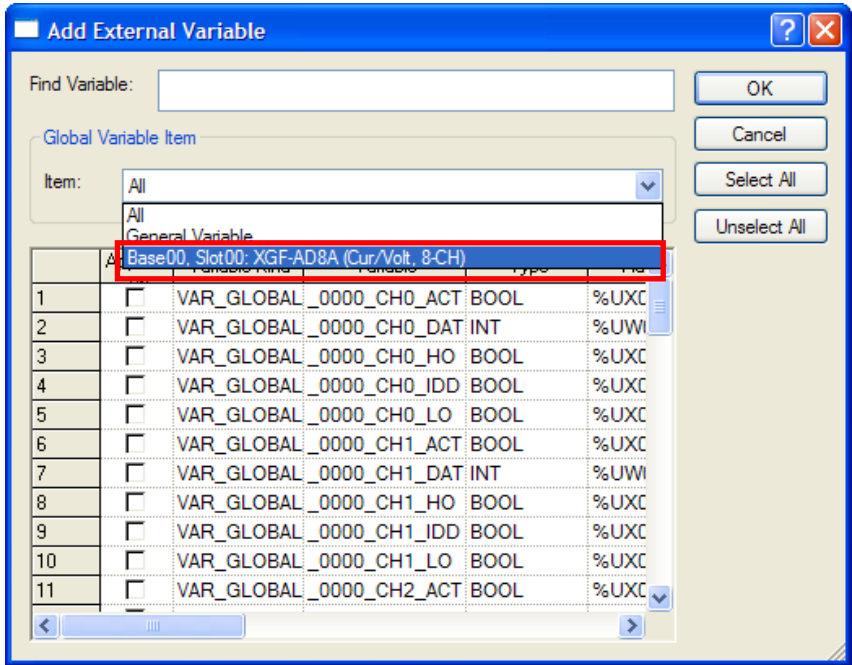 Add External Variable
Find Variable:
OK
Global Variable Item
Cancel
Item:
All
Select All
All
General Variable
Unselect All
Base00, Slot00: XGF-AD8A (Cur/Volt, 8-CH)
1 VAR_GLOBAL _0000_CH0_ACT BOOL %UX0
2 VAR_GLOBAL _0000_CH0_DAT INT
3 VAR_GLOBAL _0000_CH0_HO BOOL %UX0
4 VAR_GLOBAL _0000_CH0_IDD BOOL %UX0
5 VAR_GLOBAL _0000_CH0_LO BOOL %UX0
6 VAR_GLOBAL _0000_CH1_ACT BOOL %UX0
7 VAR_GLOBAL _0000_CH1_DAT INT
8 VAR_GLOBAL _0000_CH1_HO BOOL %UX0
9 VAR_GLOBAL _0000_CH1_IDD BOOL %UX0
10 VAR_GLOBAL _0000_CH1_LO BOOL %UX0
11 VAR_GLOBAL _0000_CH2_ACT BOOL %UX0